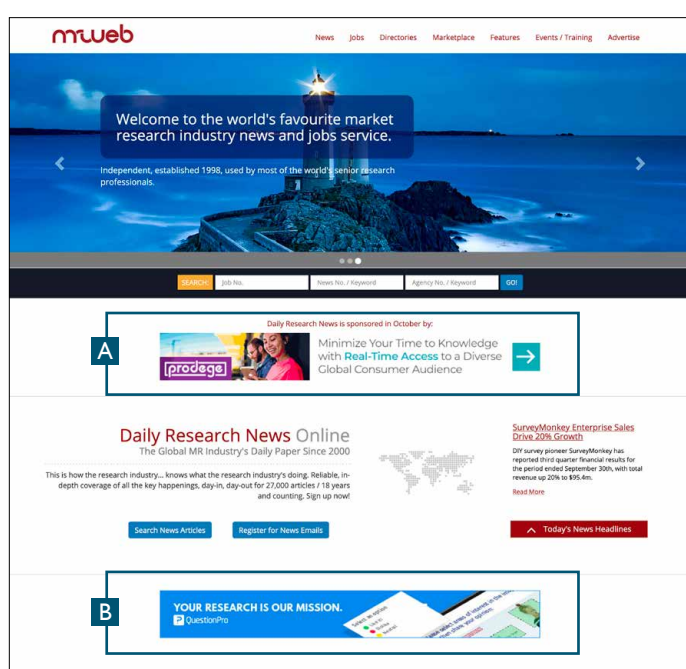 mrweb
News Jobs Directories Marketplace Features Events / Training Advertise
Welcome to the world's favourite market
research industry news and jobs service.
Independent, established 1998, used by most of the world's senior research
professionals.
SEARCH: Job No. News No. / Keyword Agency No. / Keyword GO!
A
Daily Research News is sponsored in October by:
prodege
Minimize Your Time to Knowledge
with Real-Time Access to a Diverse
Global Consumer Audience
Daily Research News Online
The Global MR Industry's Daily Paper Since 2000
This is how the research industry... knows what the research industry's doing. Reliable, in-
depth coverage of all the key happenings, day-in, day-out for 27,000 articles / 18 years
and counting. Sign up now!
Search News Articles Register for News Emails
SurveyMonkey Enterprise Sales
Drive 20% Growth
DIY survey pioneer SurveyMonkey has
reported third quarter financial results for
the period ended September 30th, with total
revenue up 20% to $95.4m.
Read More
Today's News Headlines
B
YOUR RESEARCH IS OUR MISSION.
QuestionPro
Select an option